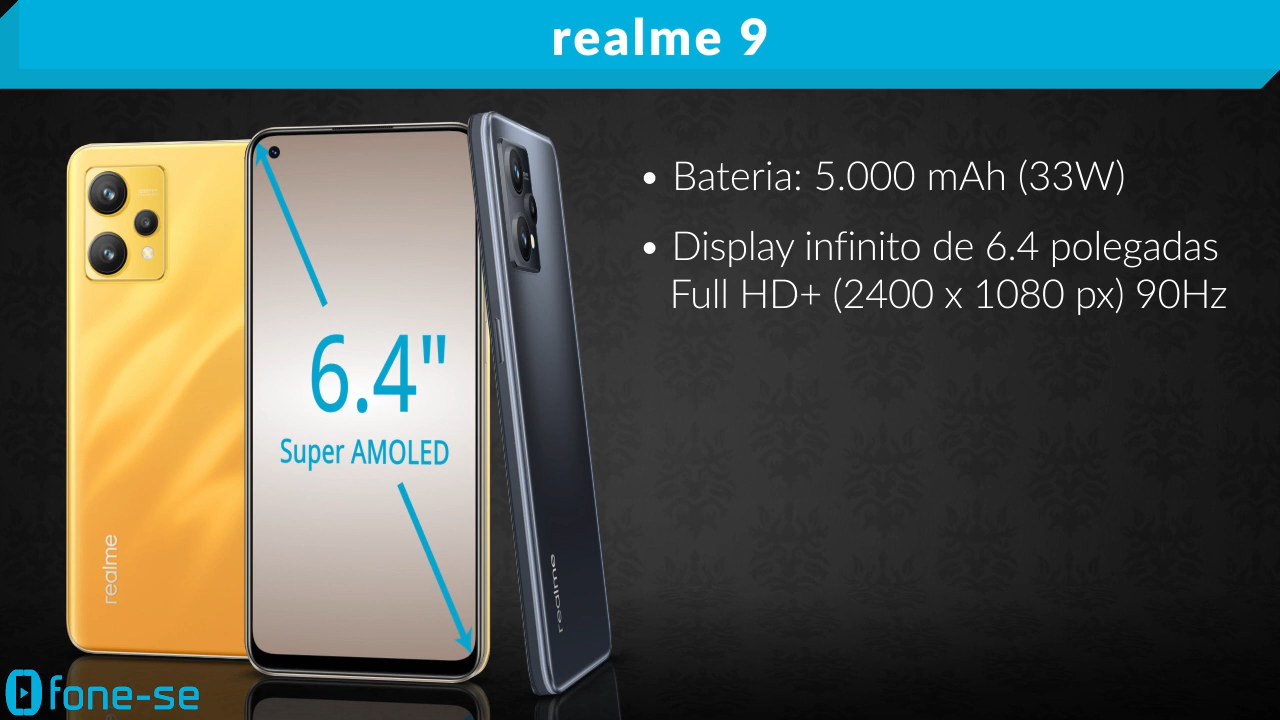 realme 9
• Bateria: 5.000 mAh (33W)
• Display infinito de 6.4 polegadas
Full HD+ (2400 x 1080 px) 90Hz
6.4"
Super AMOLED
realme
realme
fone-se